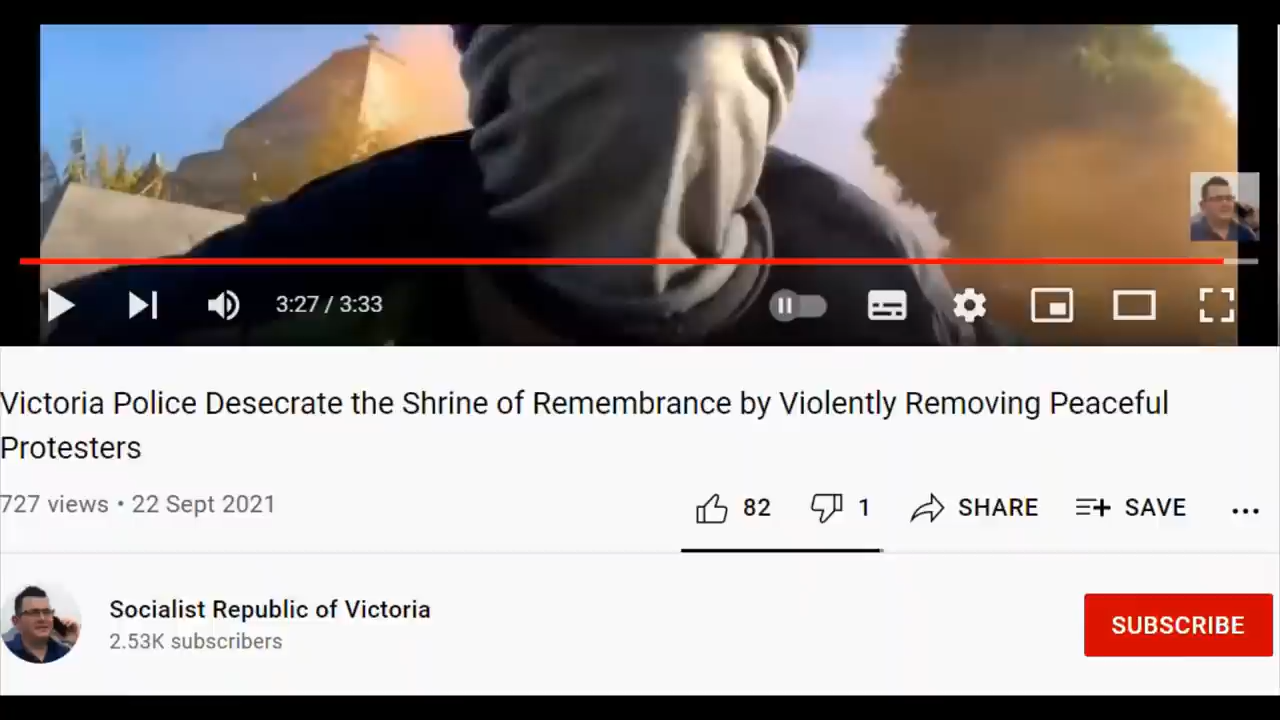 3:27 / 3:33
Victoria Police Desecrate the Shrine of Remembrance by Violently Removing Peaceful
Protesters
727 views • 22 Sept 2021
82
1
SHARE
SAVE
Socialist Republic of Victoria
2.53K subscribers
SUBSCRIBE